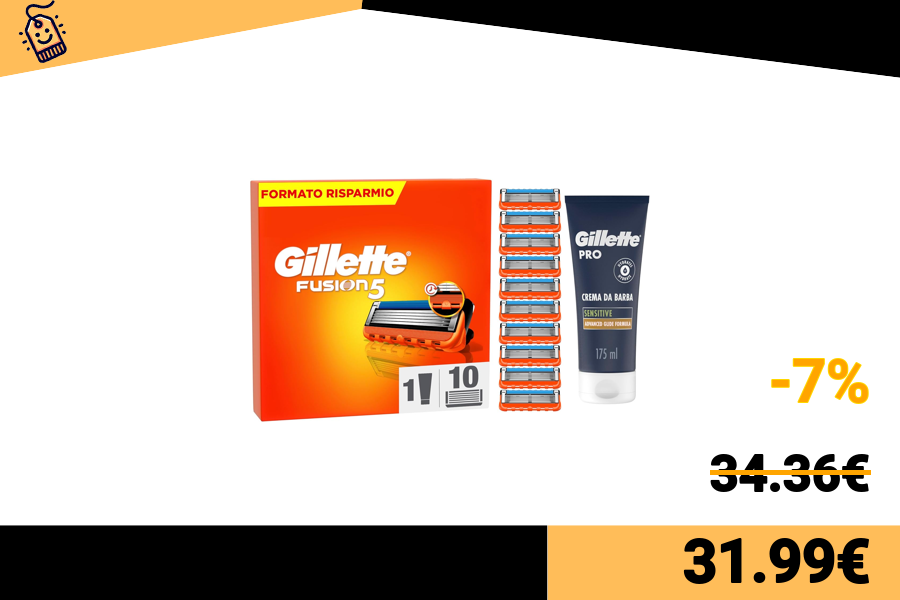 FORMATO RISPARMIO
Gillette
FUSION5
1
10
Gillette
PRO
CREMA DA BARBA
SENSITIVE
ADVANCED GLIDE FORMULA
175 ml
-7%
34.36€
31.99€